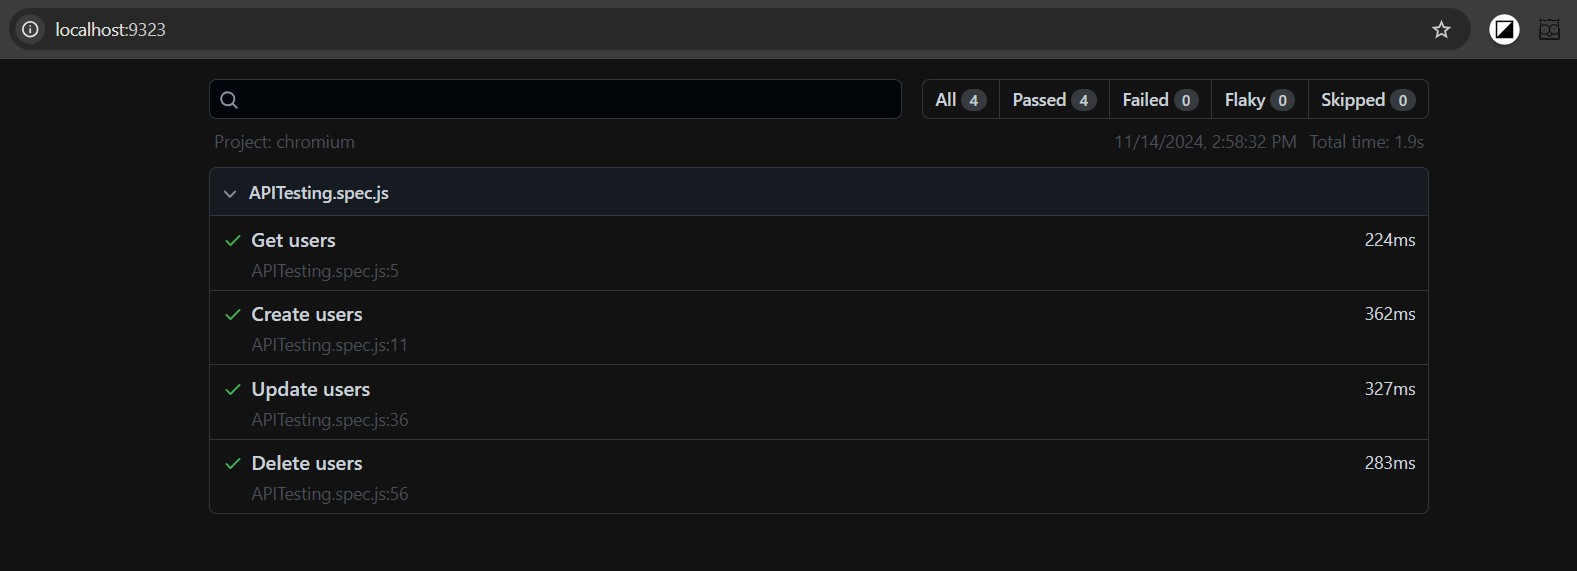 localhost:9323
All 4 Passed 4 Failed 0 Flaky 0 Skipped 0
Project: chromium 11/14/2024, 2:58:32 PM Total time: 1.9s
APITesting.spec.js
Get users 224ms
APITesting.spec.js:5
Create users 362ms
APITesting.spec.js:11
Update users 327ms
APITesting.spec.js:36
Delete users 283ms
APITesting.spec.js:56